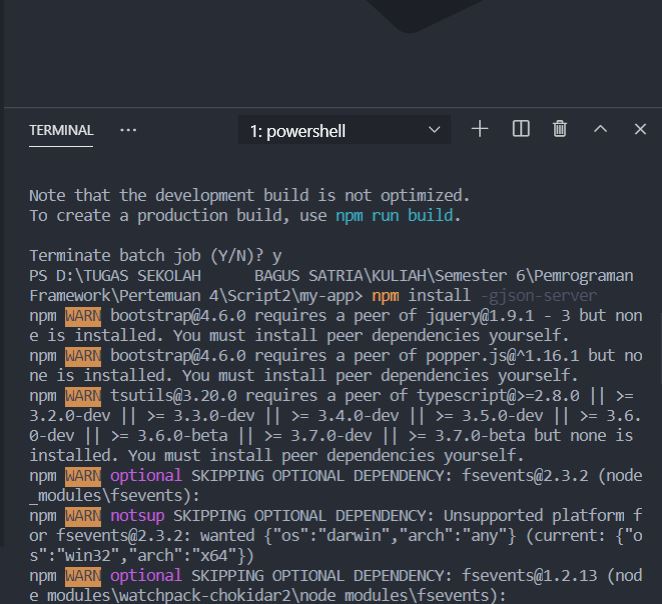 TERMINAL ...
1: powershell
Note that the development build is not optimized.
To create a production build, use npm run build.
Terminate batch job (Y/N)? y
PS D:\TUGAS SEKOLAH      BAGUS SATRIA\KULIAH\Semester 6\Pemrograman
Framework\Pertemuan 4\Script2\my-app> npm install -gjson-server
npm WARN bootstrap@4.6.0 requires a peer of jquery@1.9.1 - 3 but non
e is installed. You must install peer dependencies yourself.
npm WARN bootstrap@4.6.0 requires a peer of popper.js@^1.16.1 but no
ne is installed. You must install peer dependencies yourself.
npm WARN tsutils@3.20.0 requires a peer of typescript@>=2.8.0 || >=
3.2.0-dev || >= 3.3.0-dev || >= 3.4.0-dev || >= 3.5.0-dev || >= 3.6.
0-dev || >= 3.6.0-beta || >= 3.7.0-dev || >= 3.7.0-beta but none is
installed. You must install peer dependencies yourself.
npm WARN optional SKIPPING OPTIONAL DEPENDENCY: fsevents@2.3.2 (node
_modules\fsevents):
npm WARN notsup SKIPPING OPTIONAL DEPENDENCY: Unsupported platform f
or fsevents@2.3.2: wanted {"os":"darwin","arch":"any"} (current: {"o
s":"win32","arch":"x64"})
npm WARN optional SKIPPING OPTIONAL DEPENDENCY: fsevents@1.2.13 (nod
e_modules\watchpack-chokidar2\node_modules\fsevents):